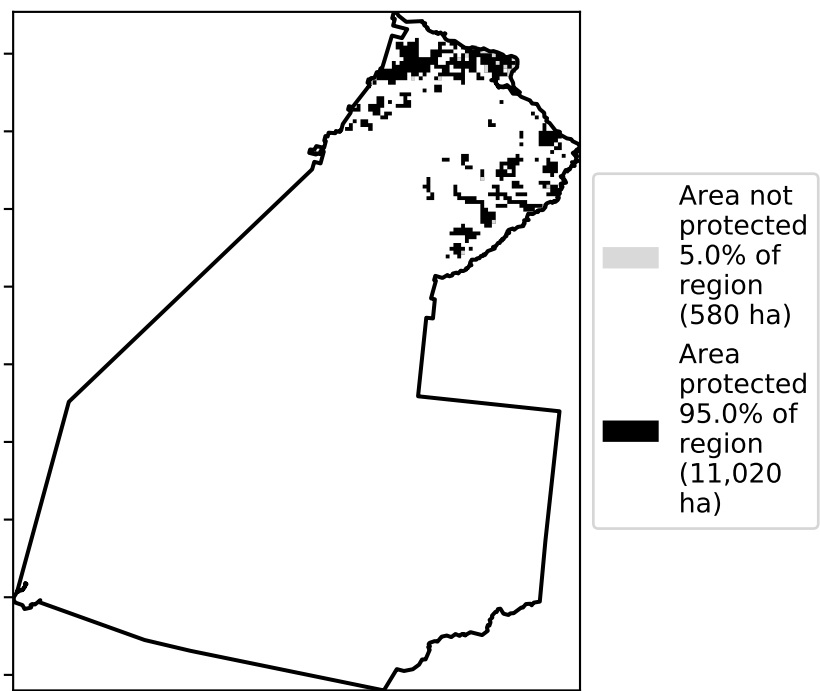 Area not
protected
5.0% of
region
(580 ha)
Area
protected
95.0% of
region
(11,020
ha)